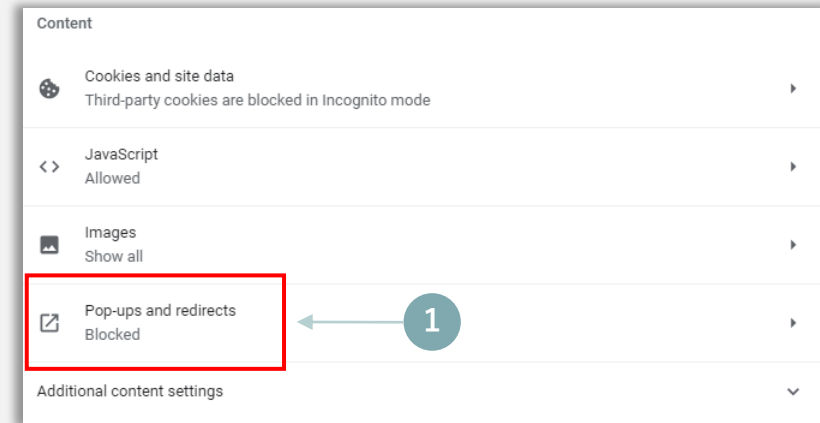 Content
Cookies and site data
Third-party cookies are blocked in Incognito mode
JavaScript
Allowed
Images
Show all
Pop-ups and redirects
Blocked
1
Additional content settings